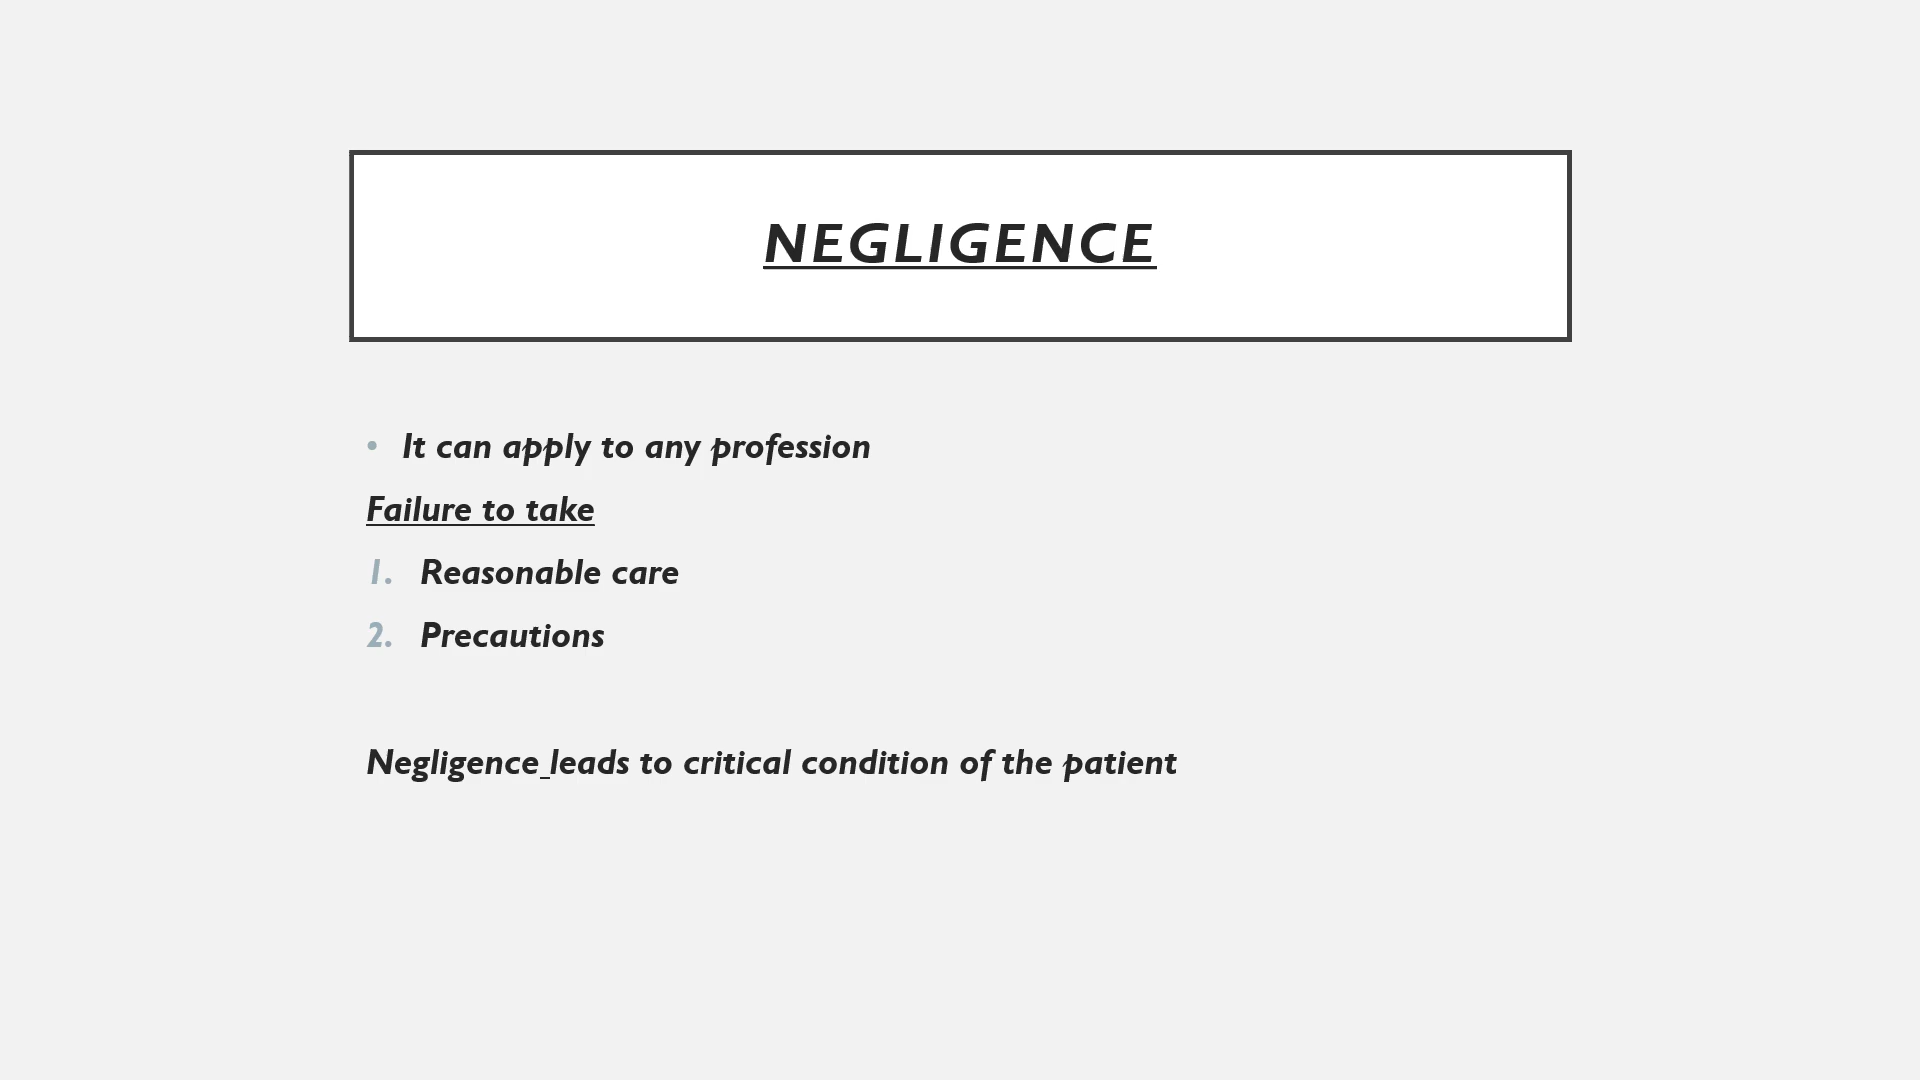 NEGLIGENCE
• It can apply to any profession
Failure to take
1. Reasonable care
2. Precautions
Negligence leads to critical condition of the patient